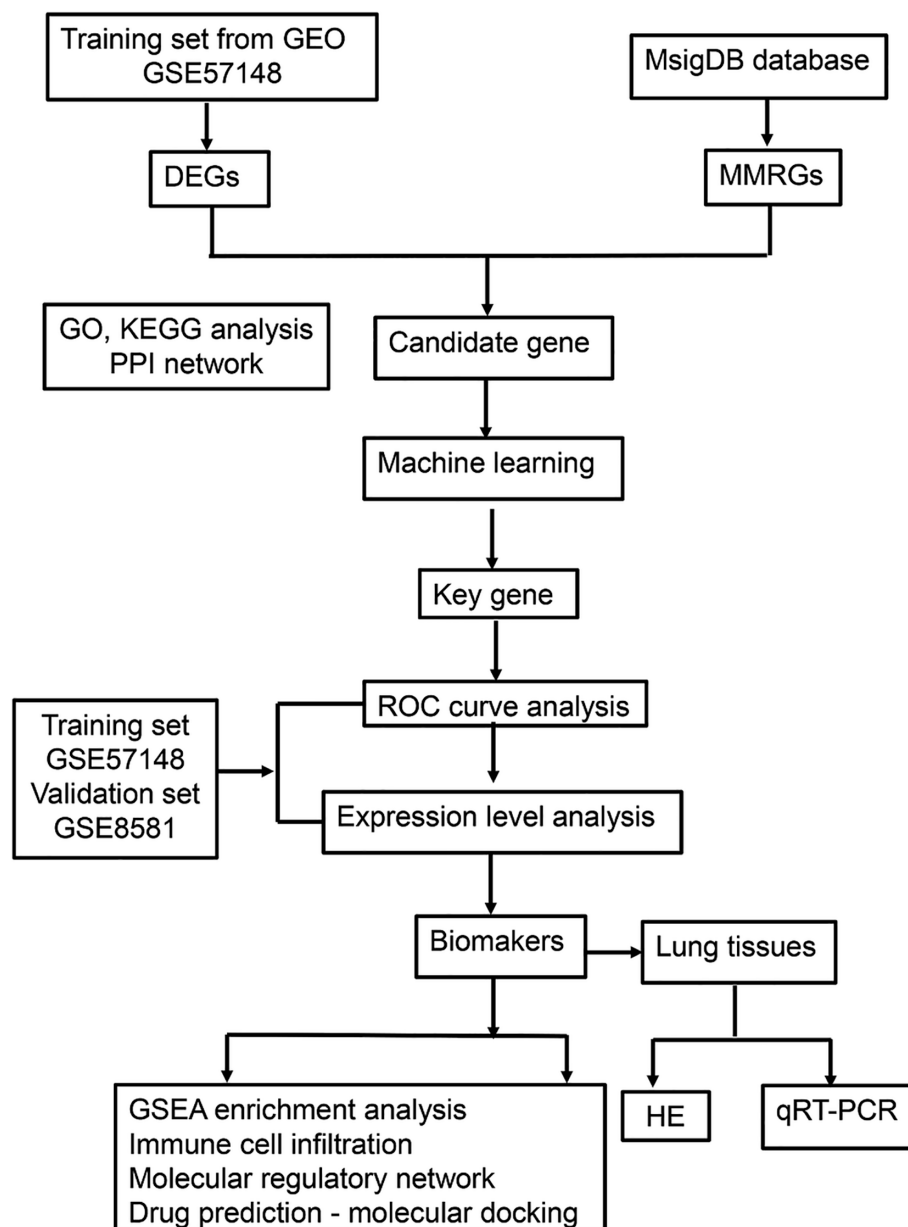 Training set from GEO
GSE57148
MsigDB database
DEGs
MMRGs
GO, KEGG analysis
PPI network
Candidate gene
Machine learning
Key gene
ROC curve analysis
Training set
GSE57148
Validation set
GSE8581
Expression level analysis
Biomakers
Lung tissues
GSEA enrichment analysis
Immune cell infiltration
Molecular regulatory network
Drug prediction - molecular docking
HE
qRT-PCR